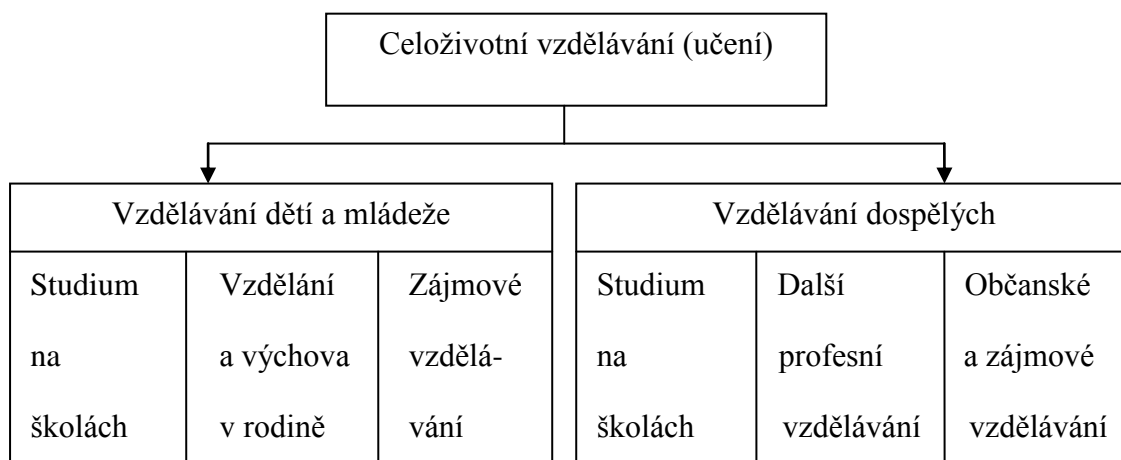 Celoživotní vzdělávání (učení)
Vzdělávání dětí a mládeže
Studium
na
školách
Vzdělání
a výchova
v rodině
Zájmové
vzdělá-
vání
Vzdělávání dospělých
Studium
na
školách
Další
profesní
vzdělávání
Občanské
a zájmové
vzdělávání